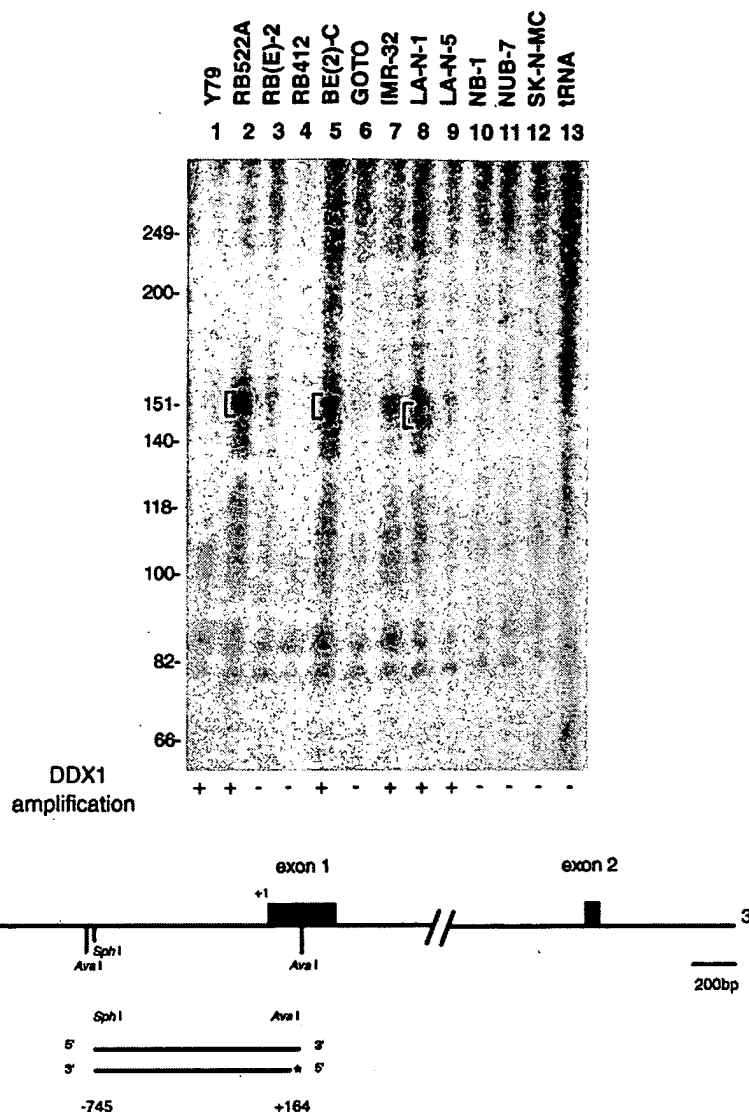 Y79 RB522A RB(E)-2 RB412 BE(2)-C GOTO IMR-32 LA-N-1 LA-N-5 NB-1 NUB-7 SK-N-MC tRNA
1 2 3 4 5 6 7 8 9 10 11 12 13
249-
200-
151-
140-
118-
100-
82-
66-
DDX1
amplification
+ + - - + - + + + - - - -
exon 1 exon 2
+1
3
Sph I
Ava I Ava I
200bp
Sph I Ava I
5' 3'
3' * 5'
-745 +164